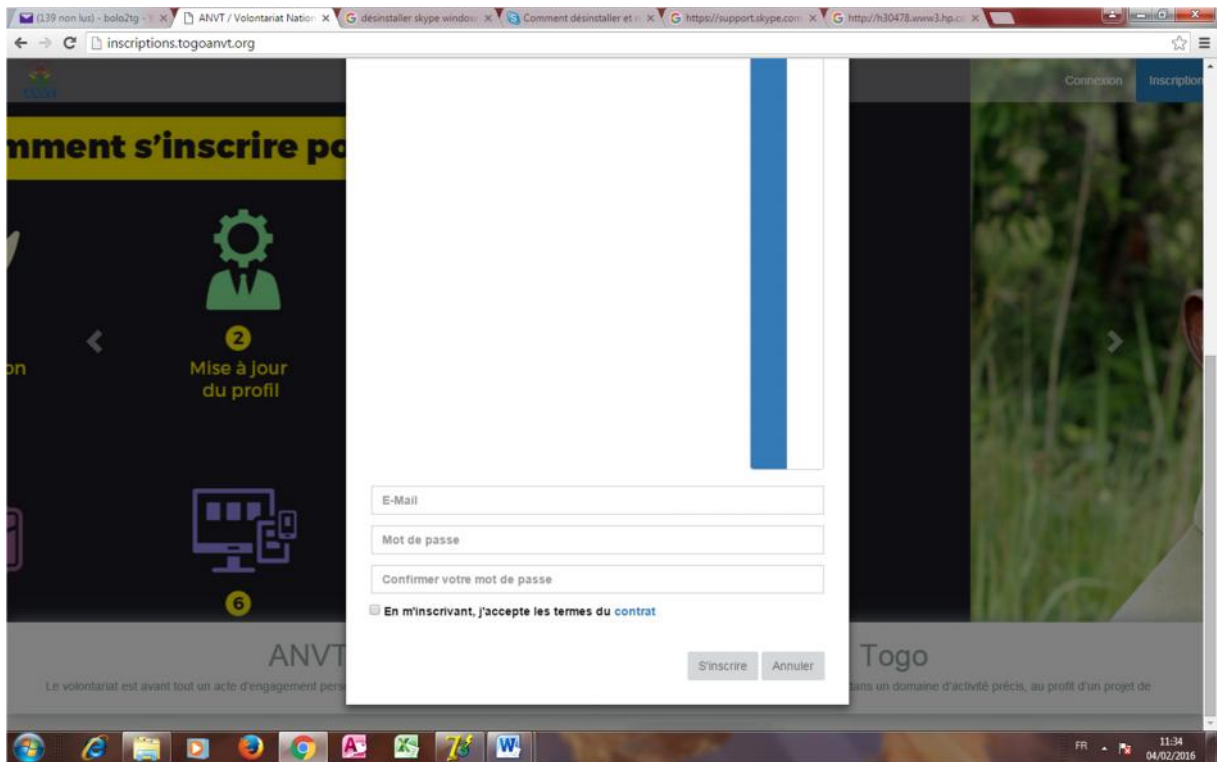 (139 non lus) - bolo2tg -
ANVT / Volontariat Nation
désinstaller skype window
Comment désinstaller et
https://support.skype.com
http://h30478.www3.hp.c
inscriptions.togoanvt.org
Connexion
Inscription
mment s'inscrire po
2
on
Mise à jour
du profil
E-Mail
Mot de passe
Confirmer votre mot de passe
6
En m'inscrivant, j'accepte les termes du contrat
ANVT
Togo
S'inscrire
Annuler
Le volontariat est avant tout un acte d'engagement pers
ans un domaine d'activité précis, au profit d'un projet de
FR
11:34
04/02/2016